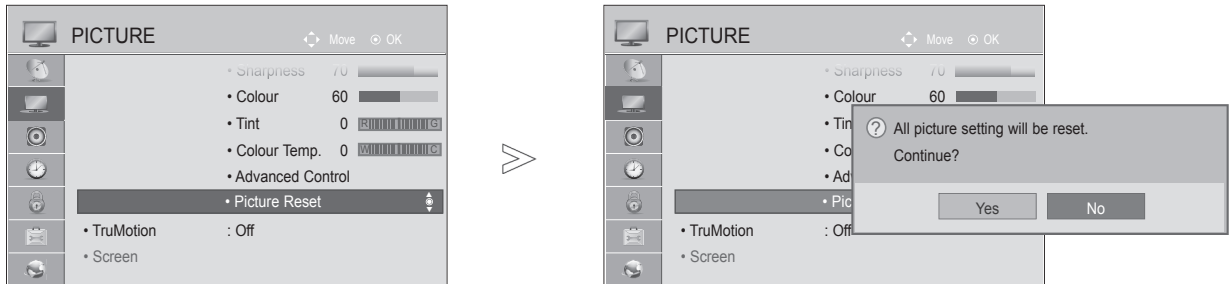 PICTURE
Move OK
• Sharpness 70
• Colour 60
• Tint 0 R G
• Colour Temp. 0 W C
• Advanced Control
• Picture Reset
• TruMotion : Off
• Screen
PICTURE
Move OK
• Sharpness 70
• Colour 60
• Tin
• Co
• Ad
• Pic
• TruMotion : Off
• Screen
? All picture setting will be reset.
Continue?
Yes No